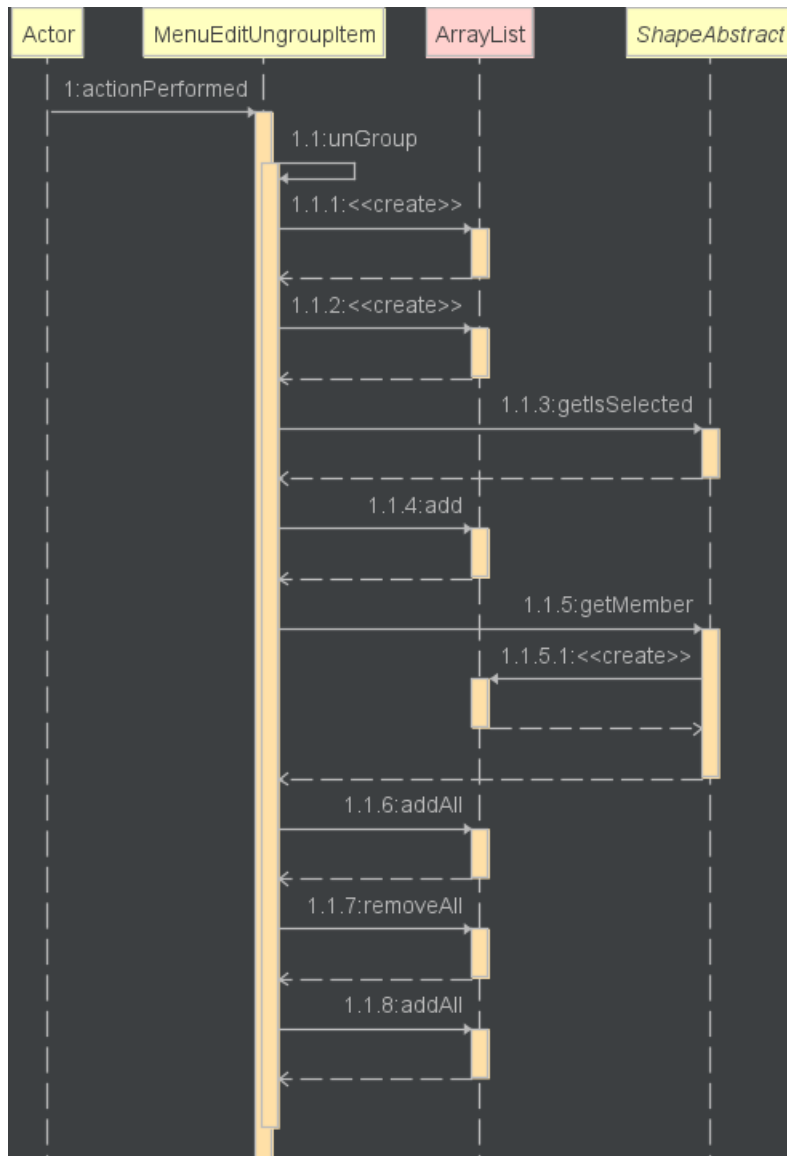 Actor
MenuEditUngroupItem
ArrayList
ShapeAbstract
1:actionPerformed
1.1:unGroup
1.1.1:<<create>>
1.1.2:<<create>>
1.1.3:getIsSelected
1.1.4:add
1.1.5:getMember
1.1.5.1:<<create>>
1.1.6:addAll
1.1.7:removeAll
1.1.8:addAll